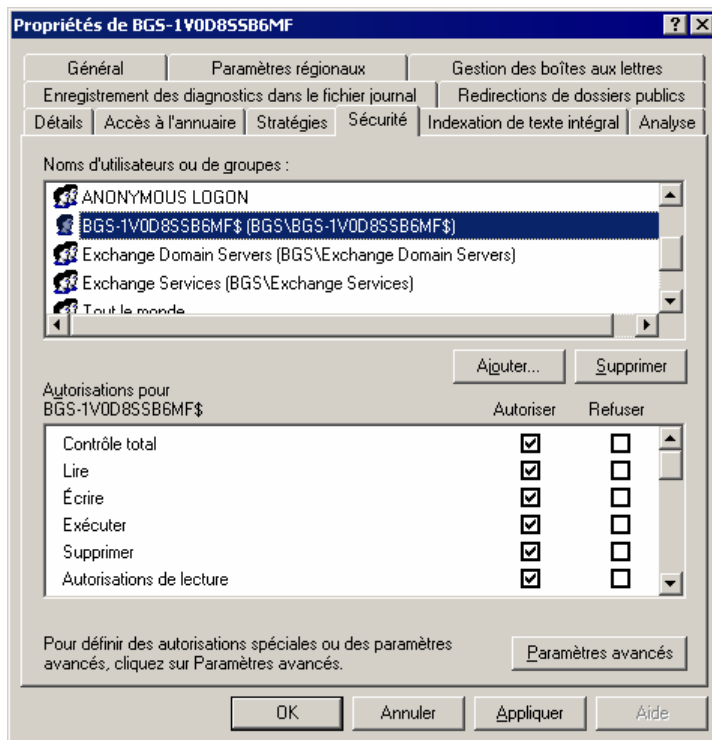 Propriétés de BGS-1V0D8SSB6MF
Général Paramètres régionaux Gestion des boîtes aux lettres
Enregistrement des diagnostics dans le fichier journal Redirections de dossiers publics
Détails Accès à l'annuaire Stratégies Sécurité Indexation de texte intégral Analyse
Noms d'utilisateurs ou de groupes :
ANONYMOUS LOGON
BGS-1V0D8SSB6MF$ (BGS\BGS-1V0D8SSB6MF$)
Exchange Domain Servers (BGS\Exchange Domain Servers)
Exchange Services (BGS\Exchange Services)
Tout le monde
Ajouter... Supprimer
Autorisations pour
BGS-1V0D8SSB6MF$ Autoriser Refuser
Contrôle total
Lire
Écrire
Exécuter
Supprimer
Autorisations de lecture
Pour définir des autorisations spéciales ou des paramètres
avancés, cliquez sur Paramètres avancés.
Paramètres avancés
OK Annuler Appliquer Aide